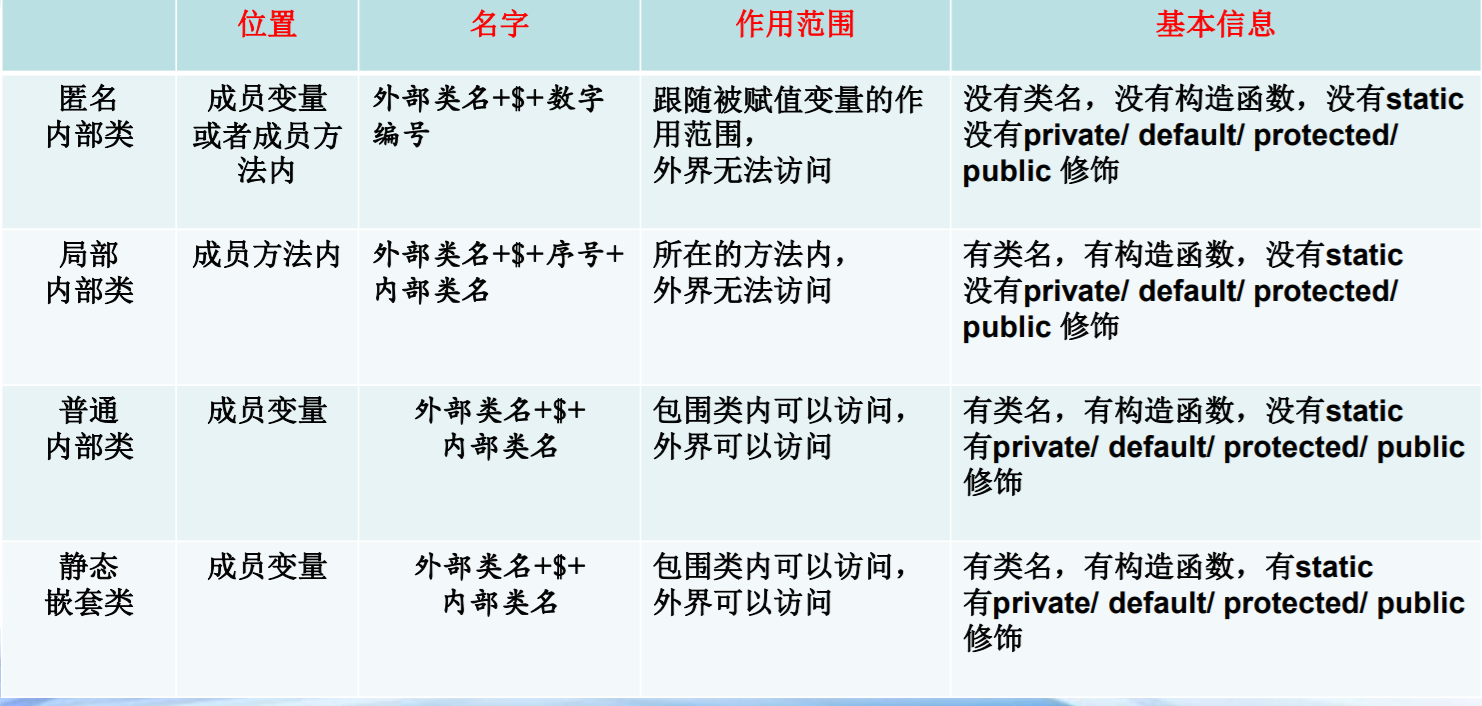 位置 名字 作用范围 基本信息
匿名
内部类
成员变量
或者成员方
法内
外部类名+$+数字
编号
跟随被赋值变量的作
用范围，
外界无法访问
没有类名，没有构造函数，没有static
没有private/ default/ protected/
public 修饰
局部
内部类
成员方法内
外部类名+$+序号+
内部类名
所在的方法内，
外界无法访问
有类名，有构造函数，没有static
没有private/ default/ protected/
public 修饰
普通
内部类
成员变量
外部类名+$+
内部类名
包围类内可以访问，
外界可以访问
有类名，有构造函数，没有static
有private/ default/ protected/ public
修饰
静态
嵌套类
成员变量
外部类名+$+
内部类名
包围类内可以访问，
外界可以访问
有类名，有构造函数，有static
有private/ default/ protected/ public
修饰